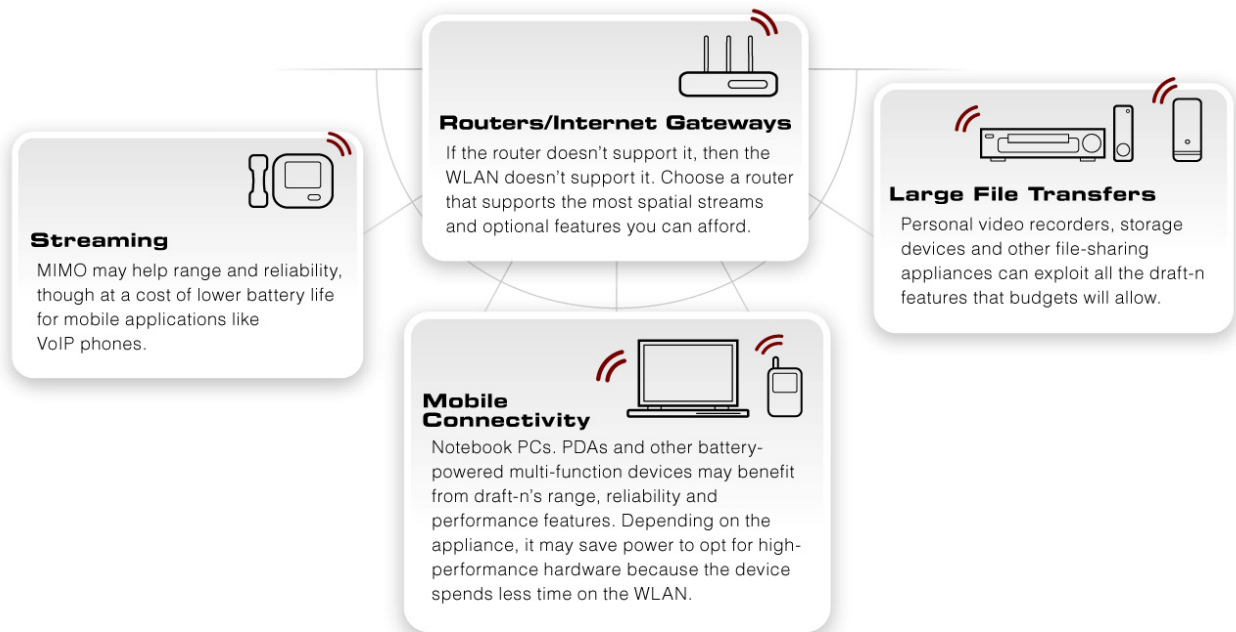 Routers/Internet Gateways
If the router doesn't support it, then the
WLAN doesn't support it. Choose a router
that supports the most spatial streams
and optional features you can afford.
Streaming
MIMO may help range and reliability,
though at a cost of lower battery life
for mobile applications like
VoIP phones.
Large File Transfers
Personal video recorders, storage
devices and other file-sharing
appliances can exploit all the draft-n
features that budgets will allow.
Mobile
Connectivity
Notebook PCs. PDAs and other battery-
powered multi-function devices may benefit
from draft-n's range, reliability and
performance features. Depending on the
appliance, it may save power to opt for high-
performance hardware because the device
spends less time on the WLAN.